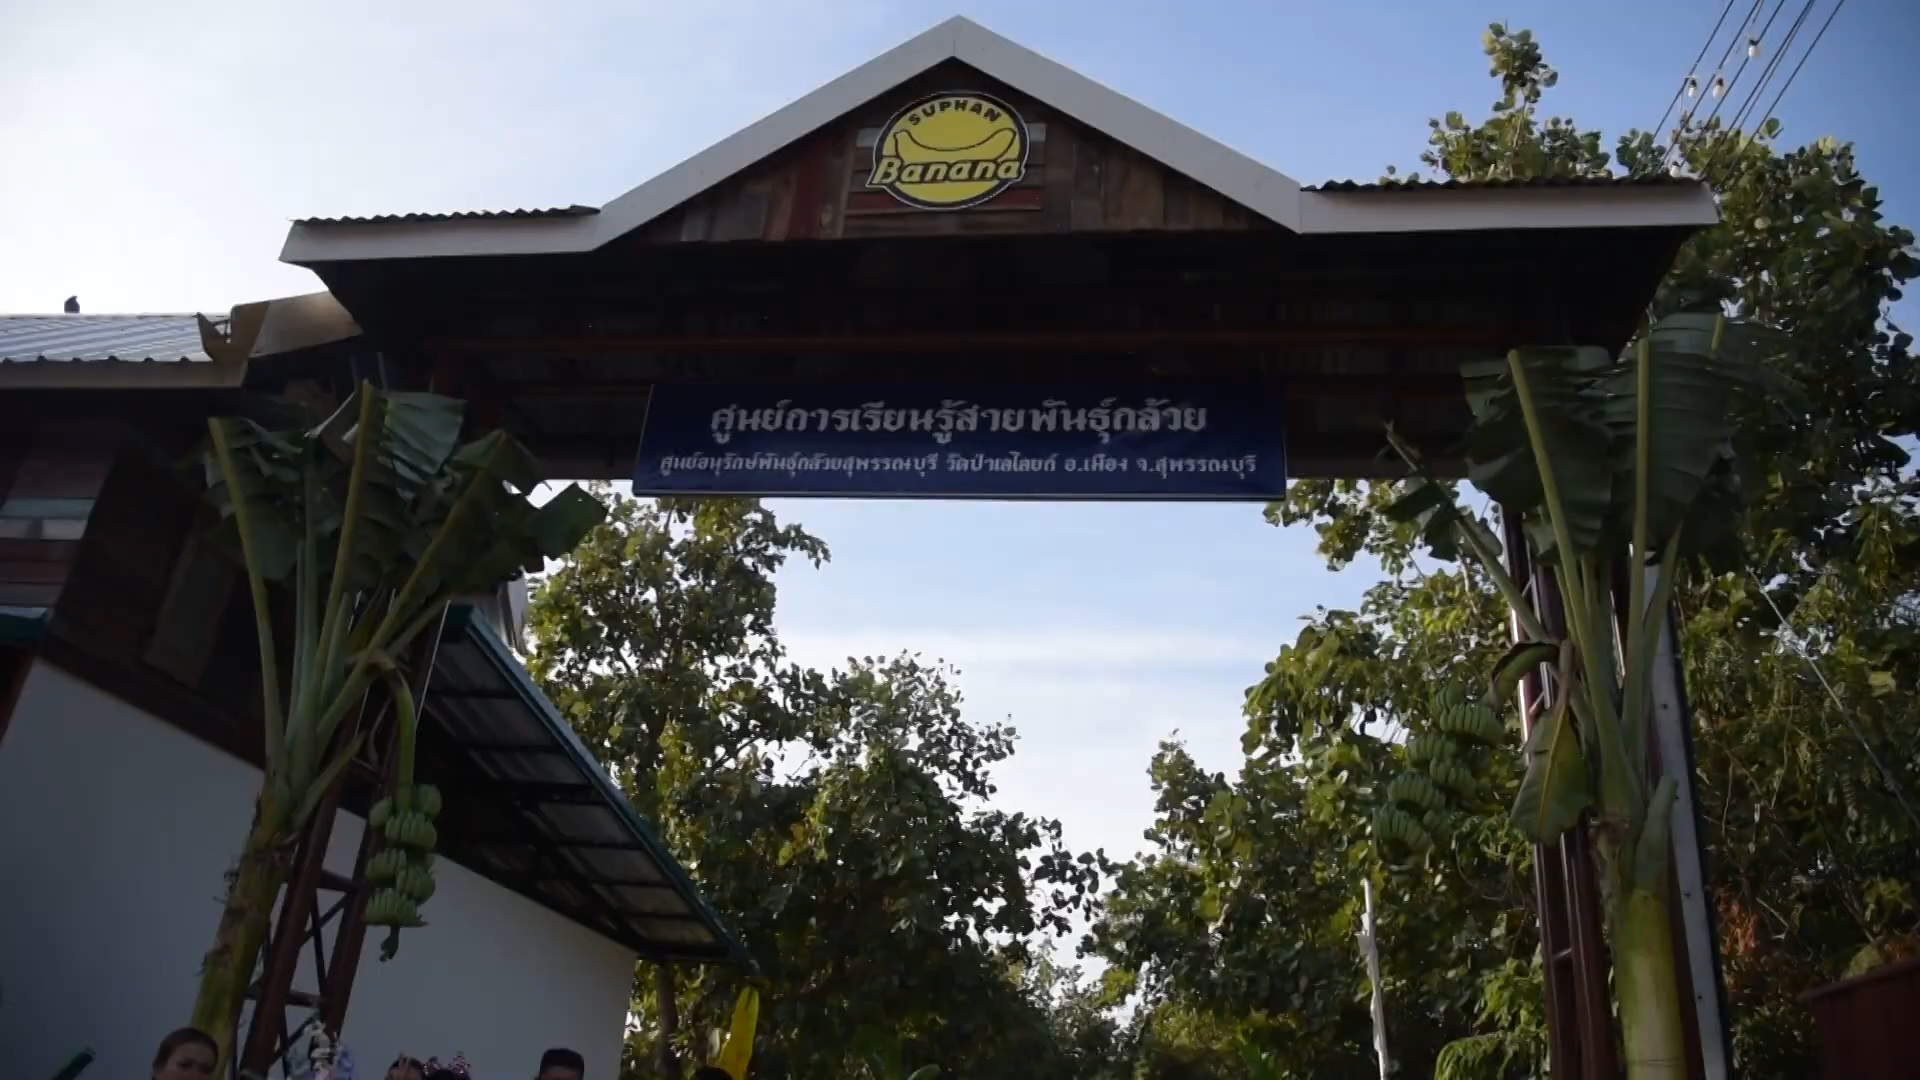 SUPHAN
Banana
ศูนย์การเรียนรู้สายพันธุ์กล้วย
ศูนย์อนุรักษ์พันธุ์กล้วยสุพรรณบุรี วัดป่าเลไลยก์ อ.เมือง จ.สุพรรณบุรี